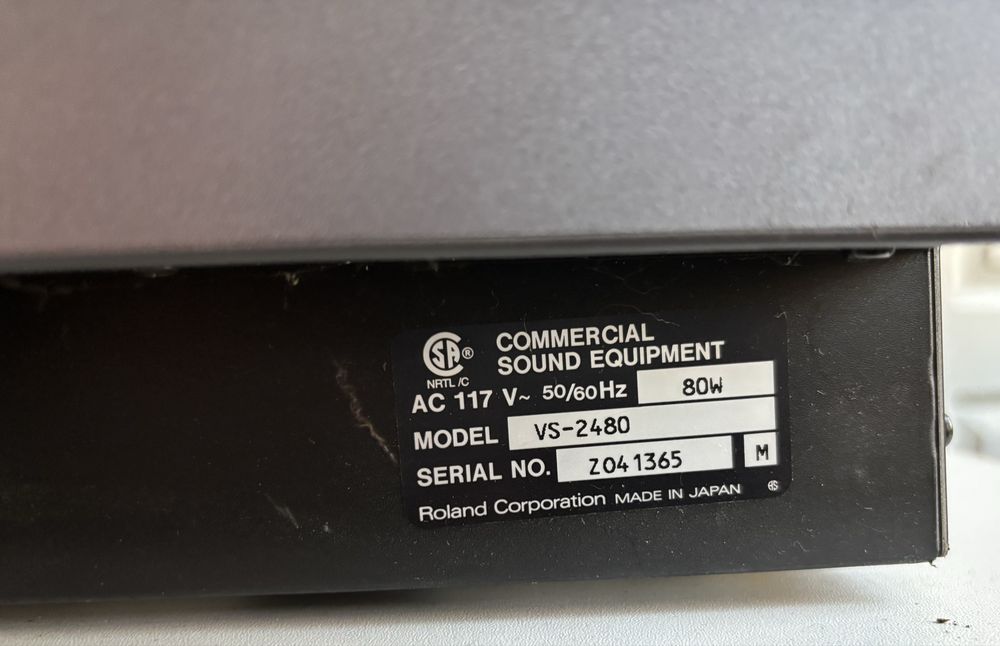 SA®
NRTL/C
COMMERCIAL
SOUND EQUIPMENT
AC 117 V~ 50/60Hz 80W
MODEL VS-2480
SERIAL NO. Z041365 M
Roland Corporation MADE IN JAPAN